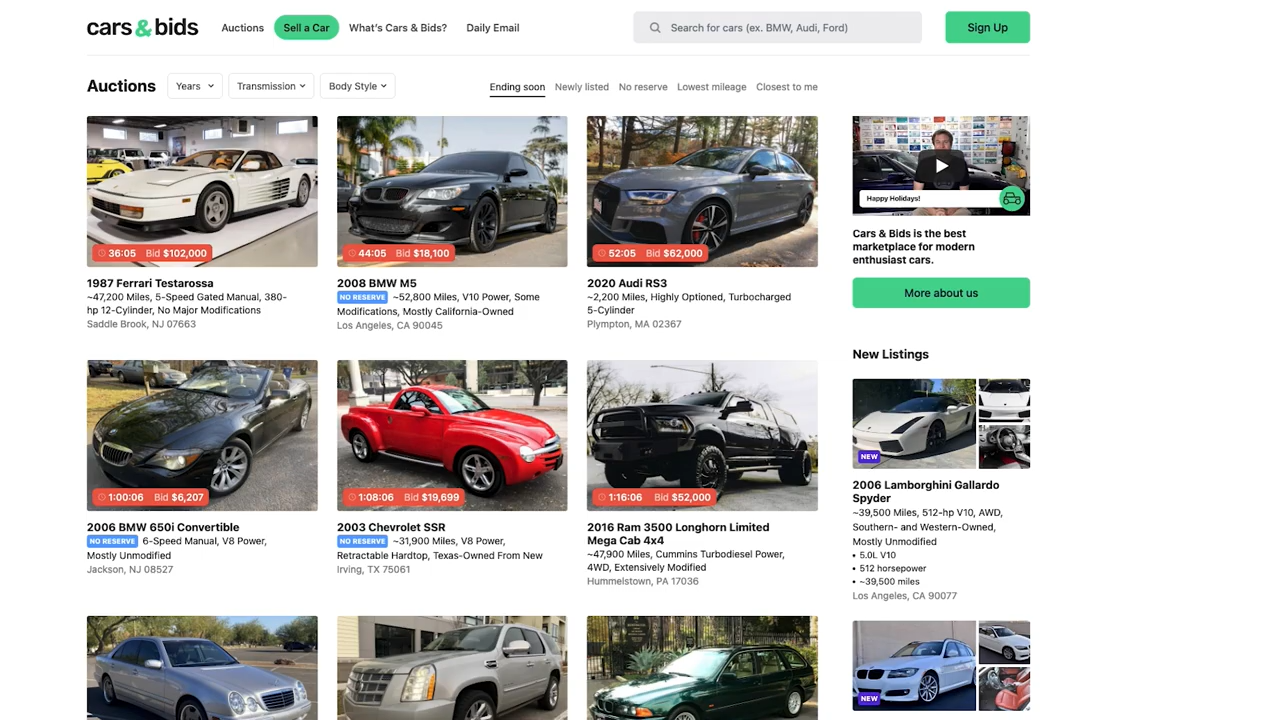 cars & bids
Auctions
Sell a Car
What's Cars & Bids?
Daily Email
Search for cars (ex. BMW, Audi, Ford)
Sign Up
Auctions
Years
Transmission
Body Style
Ending soon
Newly listed
No reserve
Lowest mileage
Closest to me
36:05 Bid $102,000
1987 Ferrari Testarossa
~47,200 Miles, 5-Speed Gated Manual, 380-
hp 12-Cylinder, No Major Modifications
Saddle Brook, NJ 07663
44:05 Bid $18,100
2008 BMW M5
NO RESERVE ~52,800 Miles, V10 Power, Some
Modifications, Mostly California-Owned
Los Angeles, CA 90045
52:05 Bid $62,000
2020 Audi RS3
~2,200 Miles, Highly Optioned, Turbocharged
5-Cylinder
Plympton, MA 02367
1:00:06 Bid $6,207
2006 BMW 650i Convertible
NO RESERVE 6-Speed Manual, V8 Power,
Mostly Unmodified
Jackson, NJ 08527
1:08:06 Bid $19,699
2003 Chevrolet SSR
NO RESERVE ~31,900 Miles, V8 Power,
Retractable Hardtop, Texas-Owned From New
Irving, TX 75061
1:16:06 Bid $52,000
2016 Ram 3500 Longhorn Limited
Mega Cab 4x4
~47,900 Miles, Cummins Turbodiesel Power,
4WD, Extensively Modified
Hummelstown, PA 17036
Happy Holidays!
Cars & Bids is the best
marketplace for modern
enthusiast cars.
More about us
New Listings
NEW
2006 Lamborghini Gallardo
Spyder
~39,500 Miles, 512-hp V10, AWD,
Southern- and Western-Owned,
Mostly Unmodified
• 5.0L V10
• 512 horsepower
• ~39,500 miles
Los Angeles, CA 90077
NEW